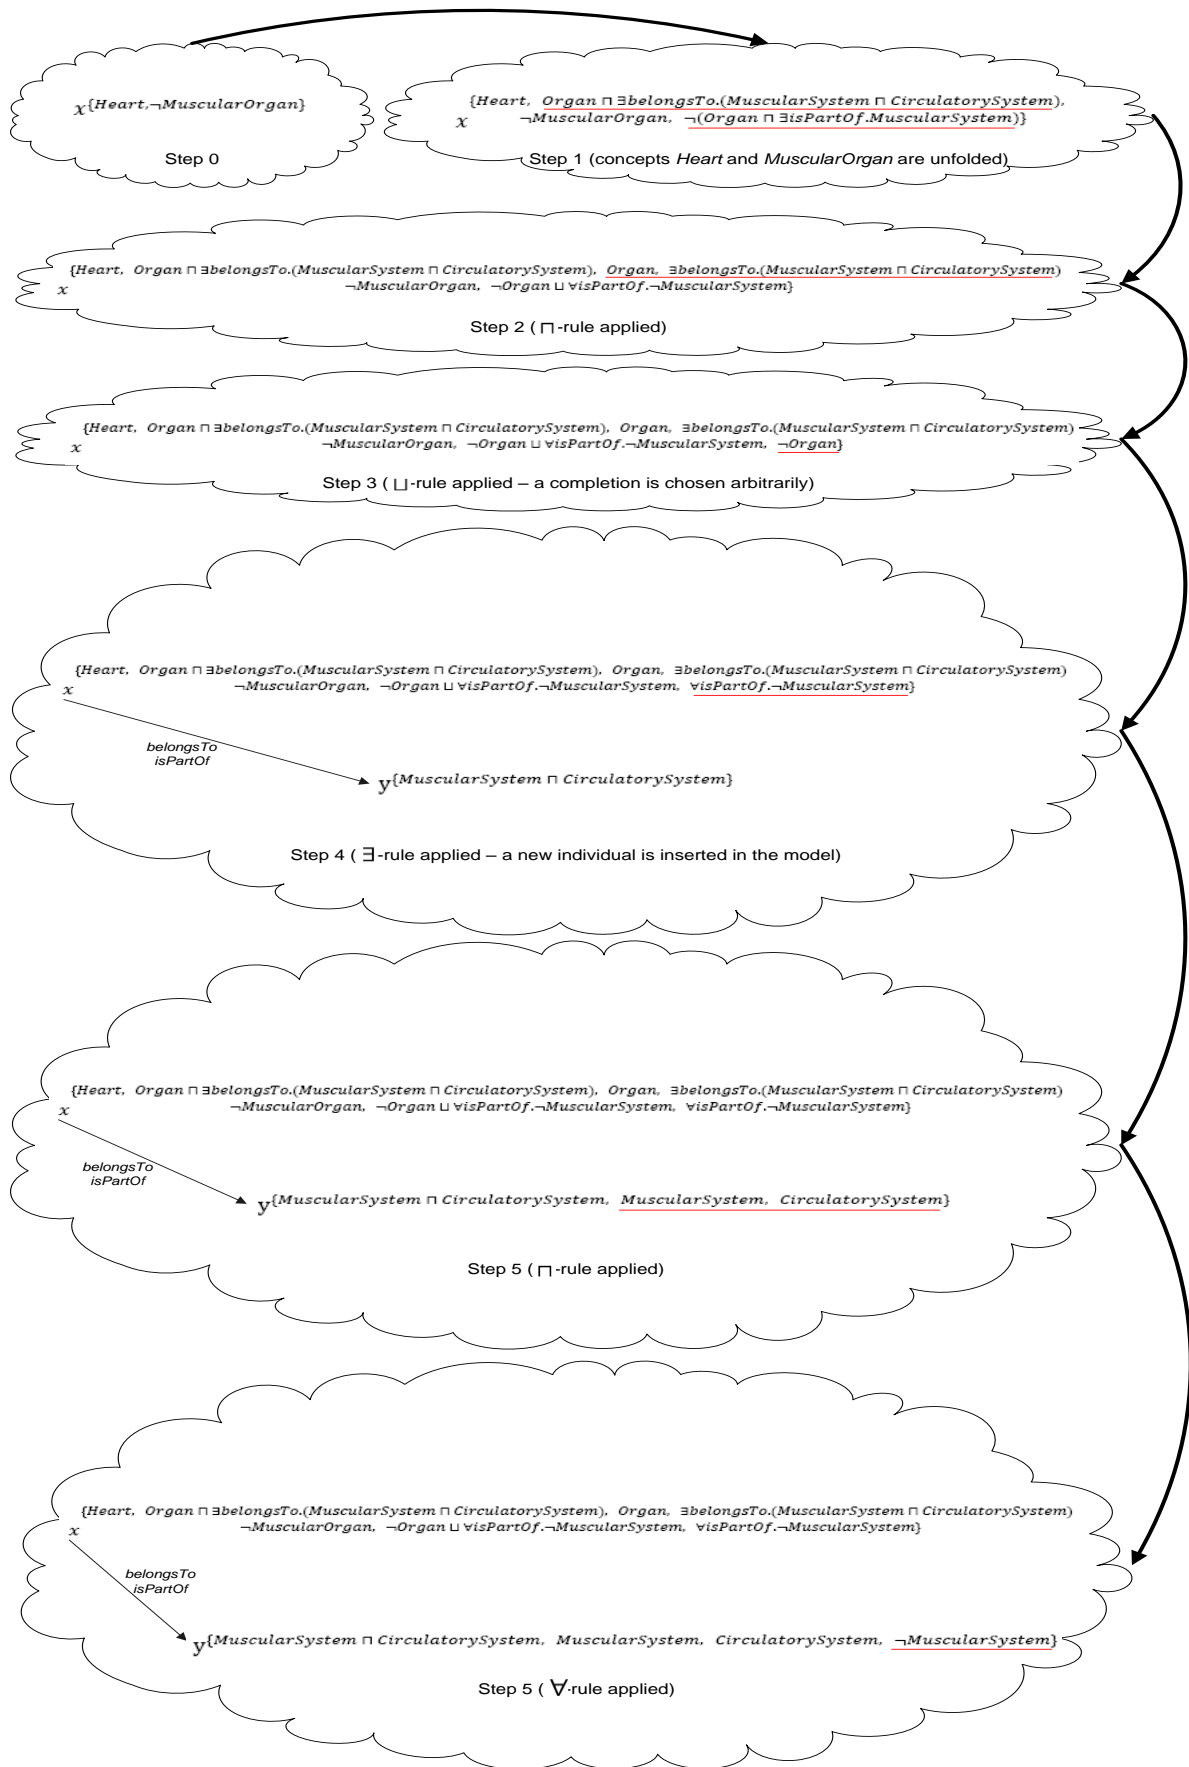 x{Heart,¬MuscularOrgan}
Step 0
{Heart, Organ ⊓ ∃belongsTo.(MuscularSystem ⊓ CirculatorySystem),
x ¬MuscularOrgan, ¬(Organ ⊓ ∃isPartOf.MuscularSystem)}
Step 1 (concepts Heart and MuscularOrgan are unfolded)
{Heart, Organ ⊓ ∃belongsTo.(MuscularSystem ⊓ CirculatorySystem), Organ, ∃belongsTo.(MuscularSystem ⊓ CirculatorySystem)
x ¬MuscularOrgan, ¬Organ ⊔ ∀isPartOf.¬MuscularSystem}
Step 2 ( ⊓-rule applied)
{Heart, Organ ⊓ ∃belongsTo.(MuscularSystem ⊓ CirculatorySystem), Organ, ∃belongsTo.(MuscularSystem ⊓ CirculatorySystem)
x ¬MuscularOrgan, ¬Organ ⊔ ∀isPartOf.¬MuscularSystem, ¬Organ}
Step 3 ( ⊔-rule applied – a completion is chosen arbitrarily)
{Heart, Organ ⊓ ∃belongsTo.(MuscularSystem ⊓ CirculatorySystem), Organ, ∃belongsTo.(MuscularSystem ⊓ CirculatorySystem)
x ¬MuscularOrgan, ¬Organ ⊔ ∀isPartOf.¬MuscularSystem, ∀isPartOf.¬MuscularSystem}
belongsTo
isPartOf
y{MuscularSystem ⊓ CirculatorySystem}
Step 4 ( ∃-rule applied – a new individual is inserted in the model)
{Heart, Organ ⊓ ∃belongsTo.(MuscularSystem ⊓ CirculatorySystem), Organ, ∃belongsTo.(MuscularSystem ⊓ CirculatorySystem)
x ¬MuscularOrgan, ¬Organ ⊔ ∀isPartOf.¬MuscularSystem, ∀isPartOf.¬MuscularSystem}
belongsTo
isPartOf
y{MuscularSystem ⊓ CirculatorySystem, MuscularSystem, CirculatorySystem}
Step 5 ( ⊓-rule applied)
{Heart, Organ ⊓ ∃belongsTo.(MuscularSystem ⊓ CirculatorySystem), Organ, ∃belongsTo.(MuscularSystem ⊓ CirculatorySystem)
x ¬MuscularOrgan, ¬Organ ⊔ ∀isPartOf.¬MuscularSystem, ∀isPartOf.¬MuscularSystem}
belongsTo
isPartOf
y{MuscularSystem ⊓ CirculatorySystem, MuscularSystem, CirculatorySystem, ¬MuscularSystem}
Step 5 ( ∀-rule applied)